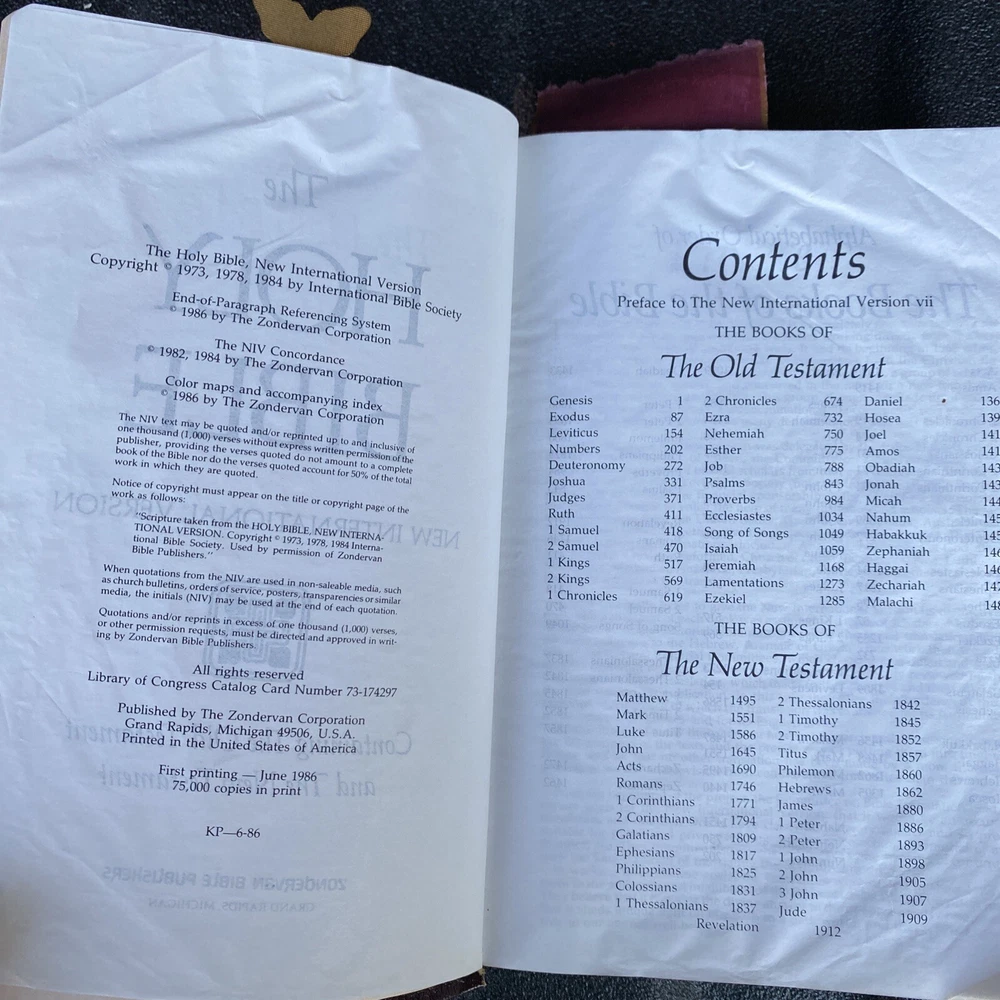 The Holy Bible, New International Version
Copyright © 1973, 1978, 1984 by International Bible Society
End-of-Paragraph Referencing System
© 1986 by The Zondervan Corporation
The NIV Concordance
© 1982, 1984 by The Zondervan Corporation
Color maps and accompanying index
© 1986 by The Zondervan Corporation
The NIV text may be quoted and/or reprinted up to and inclusive of
one thousand (1,000) verses without express written permission of the
publisher, providing the verses quoted do not amount to a complete
book of the Bible nor do the verses quoted account for 50% of the total
work in which they are quoted.
Notice of copyright must appear on the title or copyright page of the
work as follows:
"Scripture taken from the HOLY BIBLE, NEW INTERNA-
TIONAL VERSION. Copyright © 1973, 1978, 1984 Interna-
tional Bible Society. Used by permission of Zondervan
Bible Publishers."
When quotations from the NIV are used in non-saleable media, such
as church bulletins, orders of service, posters, transparencies or similar
media, the initials (NIV) may be used at the end of each quotation.
Quotations and/or reprints in excess of one thousand (1,000) verses,
or other permission requests, must be directed and approved in writ-
ing by Zondervan Bible Publishers.
All rights reserved
Library of Congress Catalog Card Number 73-174297
Published by The Zondervan Corporation
Grand Rapids, Michigan 49506, U.S.A.
Printed in the United States of America
First printing — June 1986
75,000 copies in print
KP—6-86
Contents
Preface to The New International Version vii
THE BOOKS OF
The Old Testament
Genesis 1 2 Chronicles 674 Daniel 136
Exodus 87 Ezra 732 Hosea 139
Leviticus 154 Nehemiah 750 Joel 141
Numbers 202 Esther 775 Amos 141
Deuteronomy 272 Job 788 Obadiah 143
Joshua 331 Psalms 843 Jonah 143
Judges 371 Proverbs 984 Micah 144
Ruth 411 Ecclesiastes 1034 Nahum 145
1 Samuel 418 Song of Songs 1049 Habakkuk 145
2 Samuel 470 Isaiah 1059 Zephaniah 146
1 Kings 517 Jeremiah 1168 Haggai 146
2 Kings 569 Lamentations 1273 Zechariah 147
1 Chronicles 619 Ezekiel 1285 Malachi 148
THE BOOKS OF
The New Testament
Matthew 1495 2 Thessalonians 1842
Mark 1551 1 Timothy 1845
Luke 1586 2 Timothy 1852
John 1645 Titus 1857
Acts 1690 Philemon 1860
Romans 1746 Hebrews 1862
1 Corinthians 1771 James 1880
2 Corinthians 1794 1 Peter 1886
Galatians 1809 2 Peter 1893
Ephesians 1817 1 John 1898
Philippians 1825 2 John 1905
Colossians 1831 3 John 1907
1 Thessalonians 1837 Jude 1909
Revelation 1912